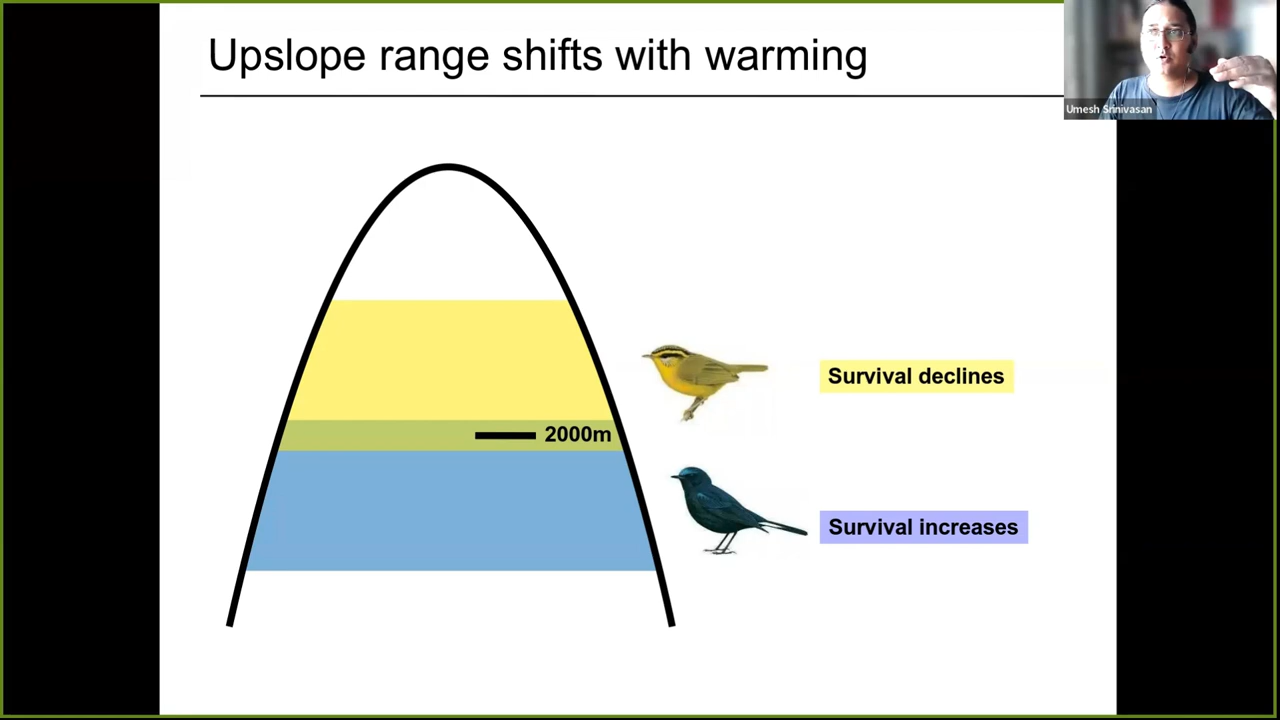 Upslope range shifts with warming
Umesh Srinivasan
Survival declines
2000m
Survival increases